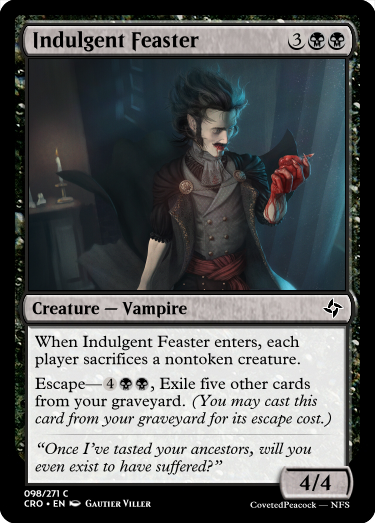 Indulgent Feaster 3
Creature — Vampire
When Indulgent Feaster enters, each
player sacrifices a nontoken creature.
Escape— 4 , Exile five other cards
from your graveyard. (You may cast this
card from your graveyard for its escape cost.)
“Once I’ve tasted your ancestors, will you
even exist to have suffered?”
4/4
098/271 C
CRO • EN Gautier Viller
CovetedPeacock — NFS